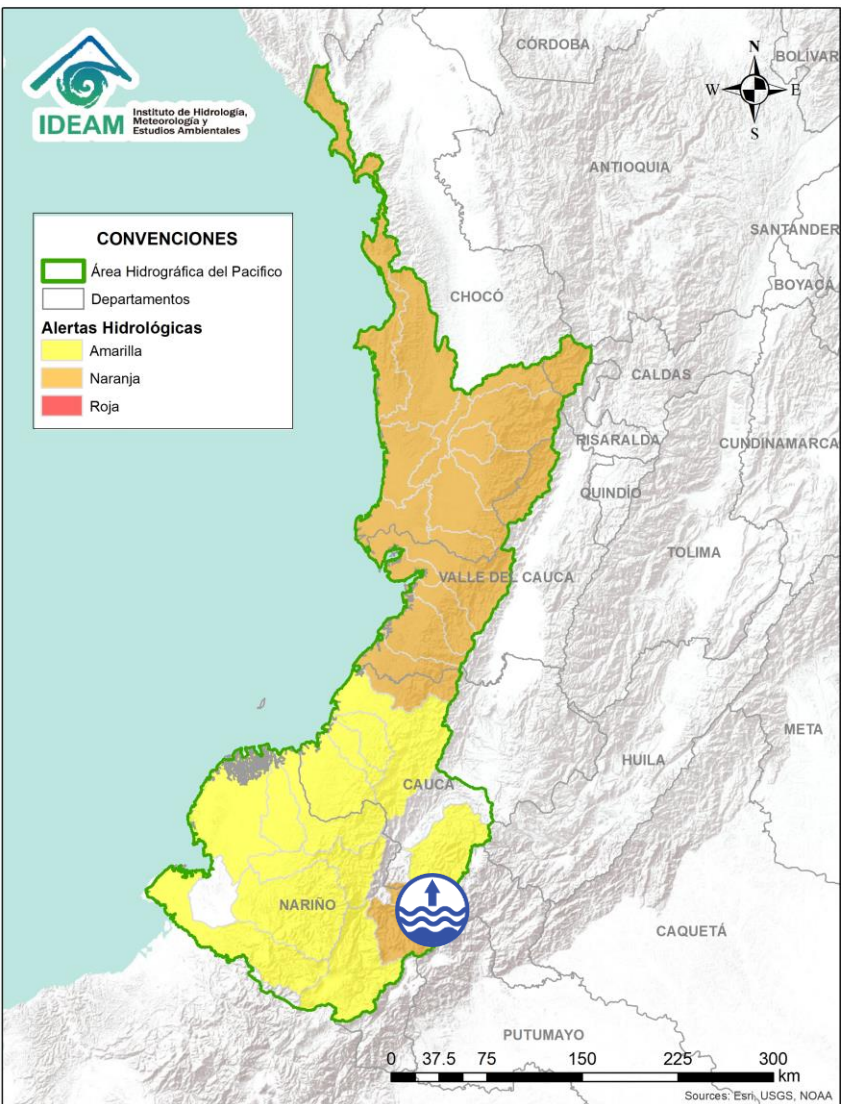 IDEAM
Instituto de Hidrología,
Meteorología y
Estudios Ambientales
CÓRDOBA
BOLÍVAR
N
W
E
S
ANTIOQUIA
SANTANDER
CONVENCIONES
Área Hidrográfica del Pacifico
Departamentos
Alertas Hidrológicas
Amarilla
Naranja
Roja
BOYACÁ
CHOCÓ
CALDAS
RISARALDA
CUNDINAMARCA
QUINDÍO
TOLIMA
VALLE DEL CAUCA
META
HUILA
CAUCA
NARIÑO
CAQUETÁ
PUTUMAYO
0 37.5 75 150 225 300
km
Sources: Esri, USGS, NOAA